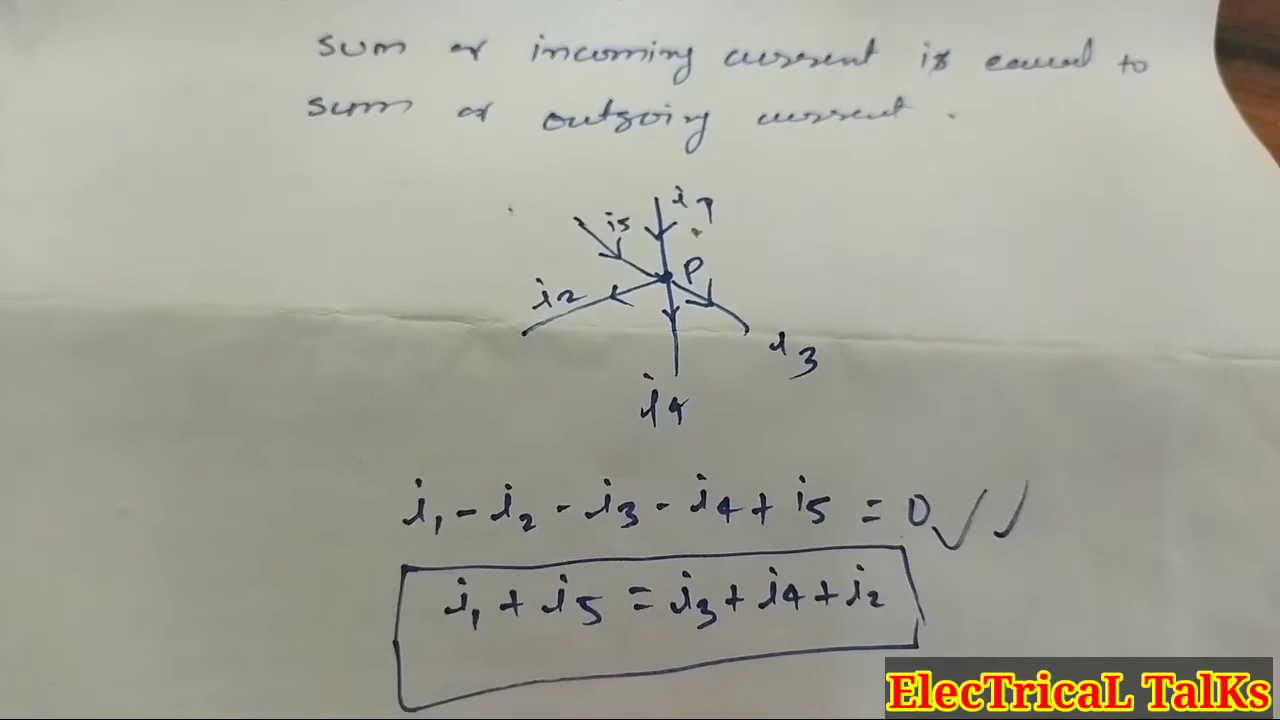 sum of incoming current is equal to
sum of outgoing current .
i5 i1
P
i2
i3
i4
i₁ - i₂ - i₃ - i₄ + i₅ = 0 ✓✓
i₁ + i₅ = i₃ + i₄ + i₂
ElecTricaL TalKs